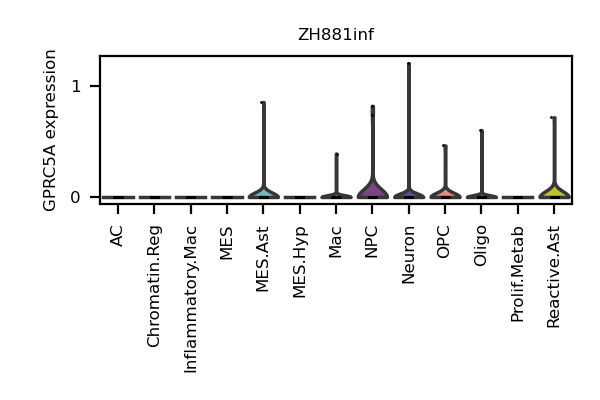 ZH881inf
GPRC5A expression
1
0
AC
Chromatin.Reg
Inflammatory.Mac
MES
MES.Ast
MES.Hyp
Mac
NPC
Neuron
OPC
Oligo
Prolif.Metab
Reactive.Ast